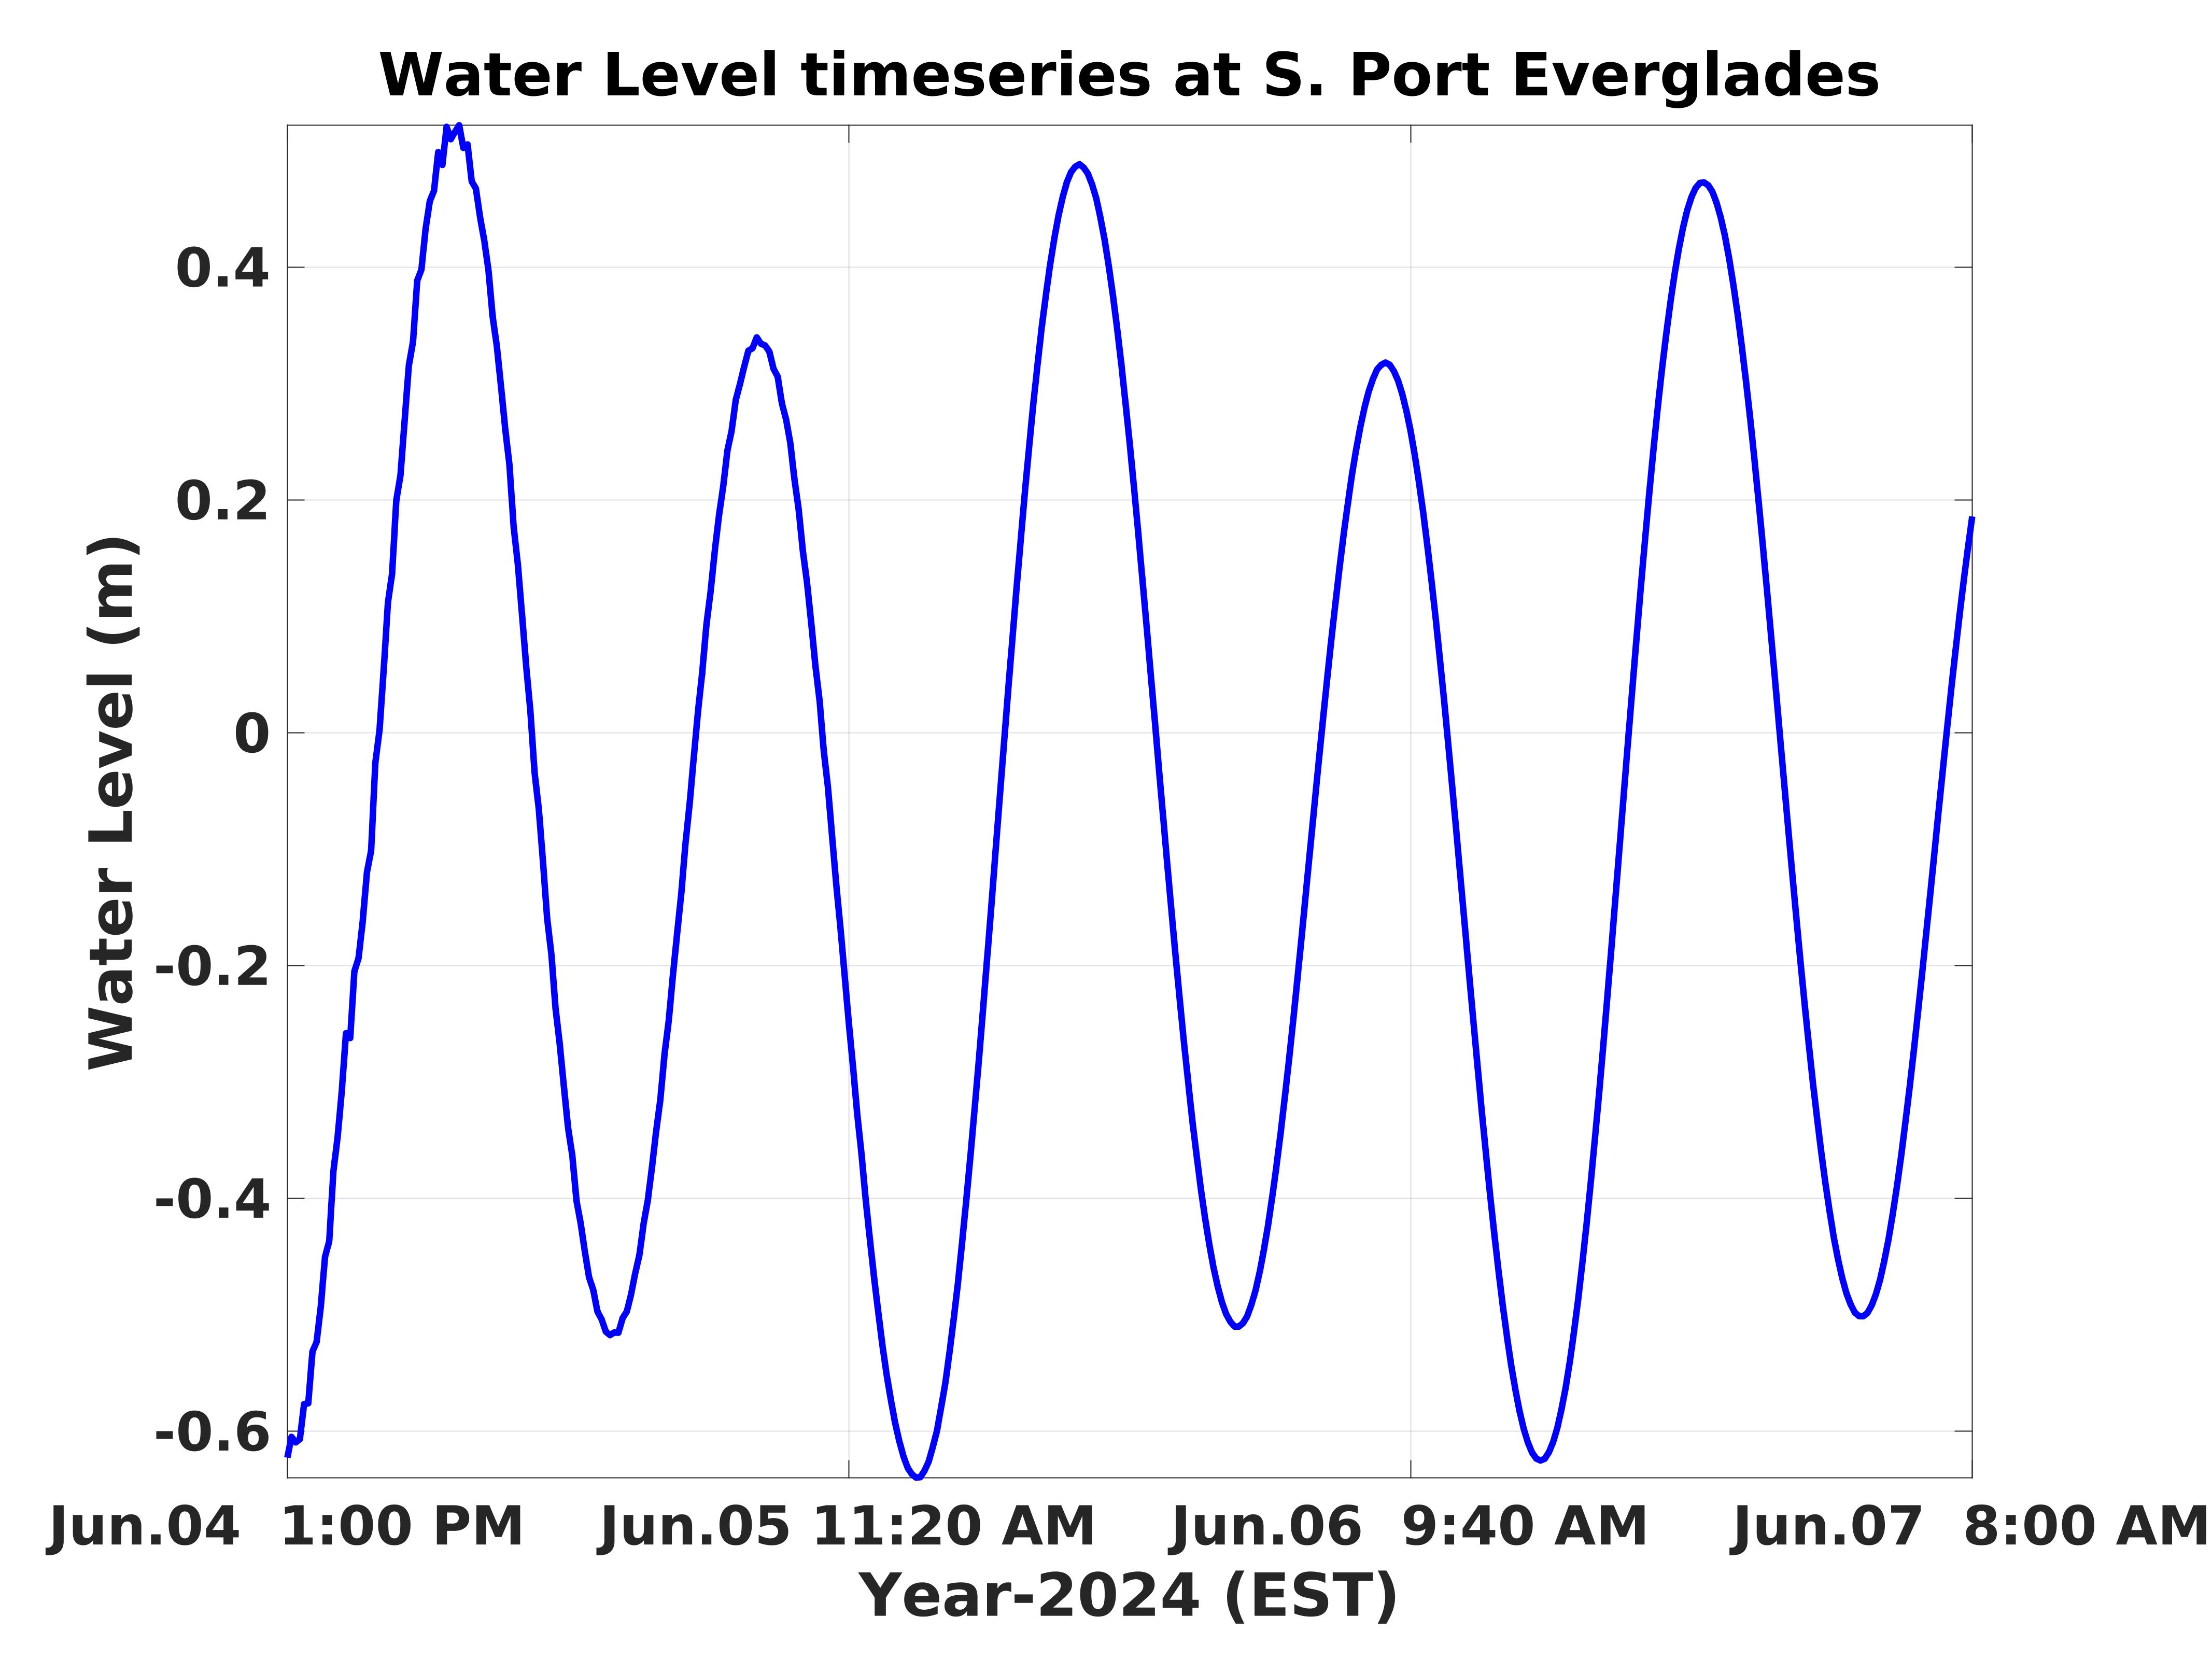 Water Level timeseries at S. Port Everglades
Water Level (m)
0.4
0.2
0
-0.2
-0.4
-0.6
Jun.04 1:00 PM Jun.05 11:20 AM Jun.06 9:40 AM Jun.07 8:00 AM
Year-2024 (EST)